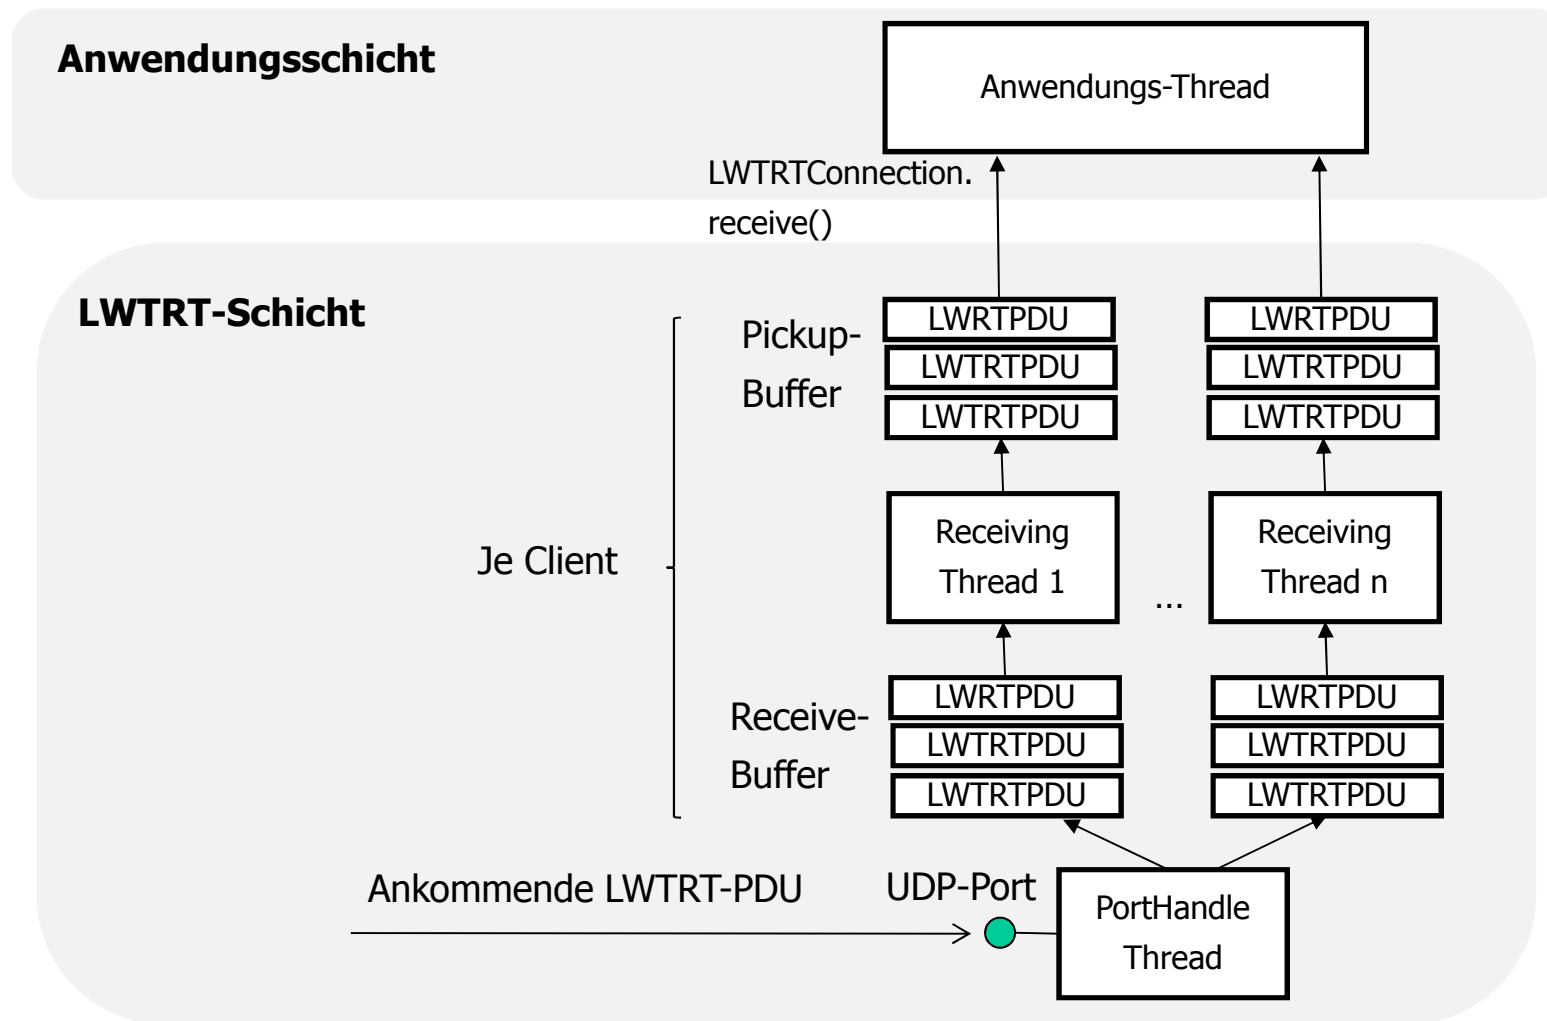 Anwendungsschicht
Anwendungs-Thread
LWTRTConnection.
receive()
LWTRT-Schicht
Pickup-
Buffer
LWRTPDU
LWTRTPDU
LWTRTPDU
LWRTPDU
LWTRTPDU
LWTRTPDU
Je Client
Receiving
Thread 1
...
Receiving
Thread n
Receive-
Buffer
LWRTPDU
LWTRTPDU
LWTRTPDU
LWRTPDU
LWTRTPDU
LWTRTPDU
Ankommende LWTRT-PDU
UDP-Port
PortHandle
Thread